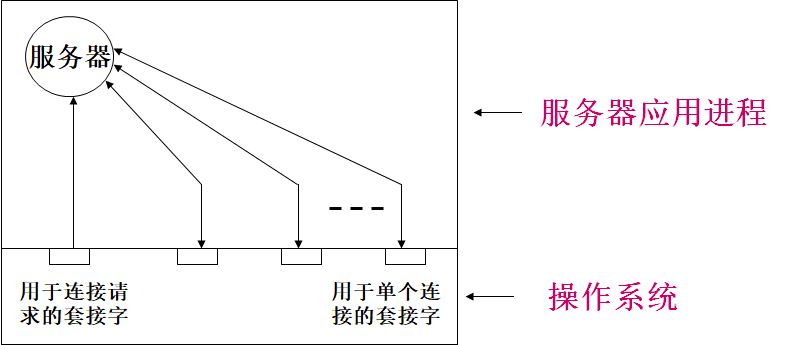 服务器
服务器应用进程
用于连接请
求的套接字
用于单个连
接的套接字
操作系统